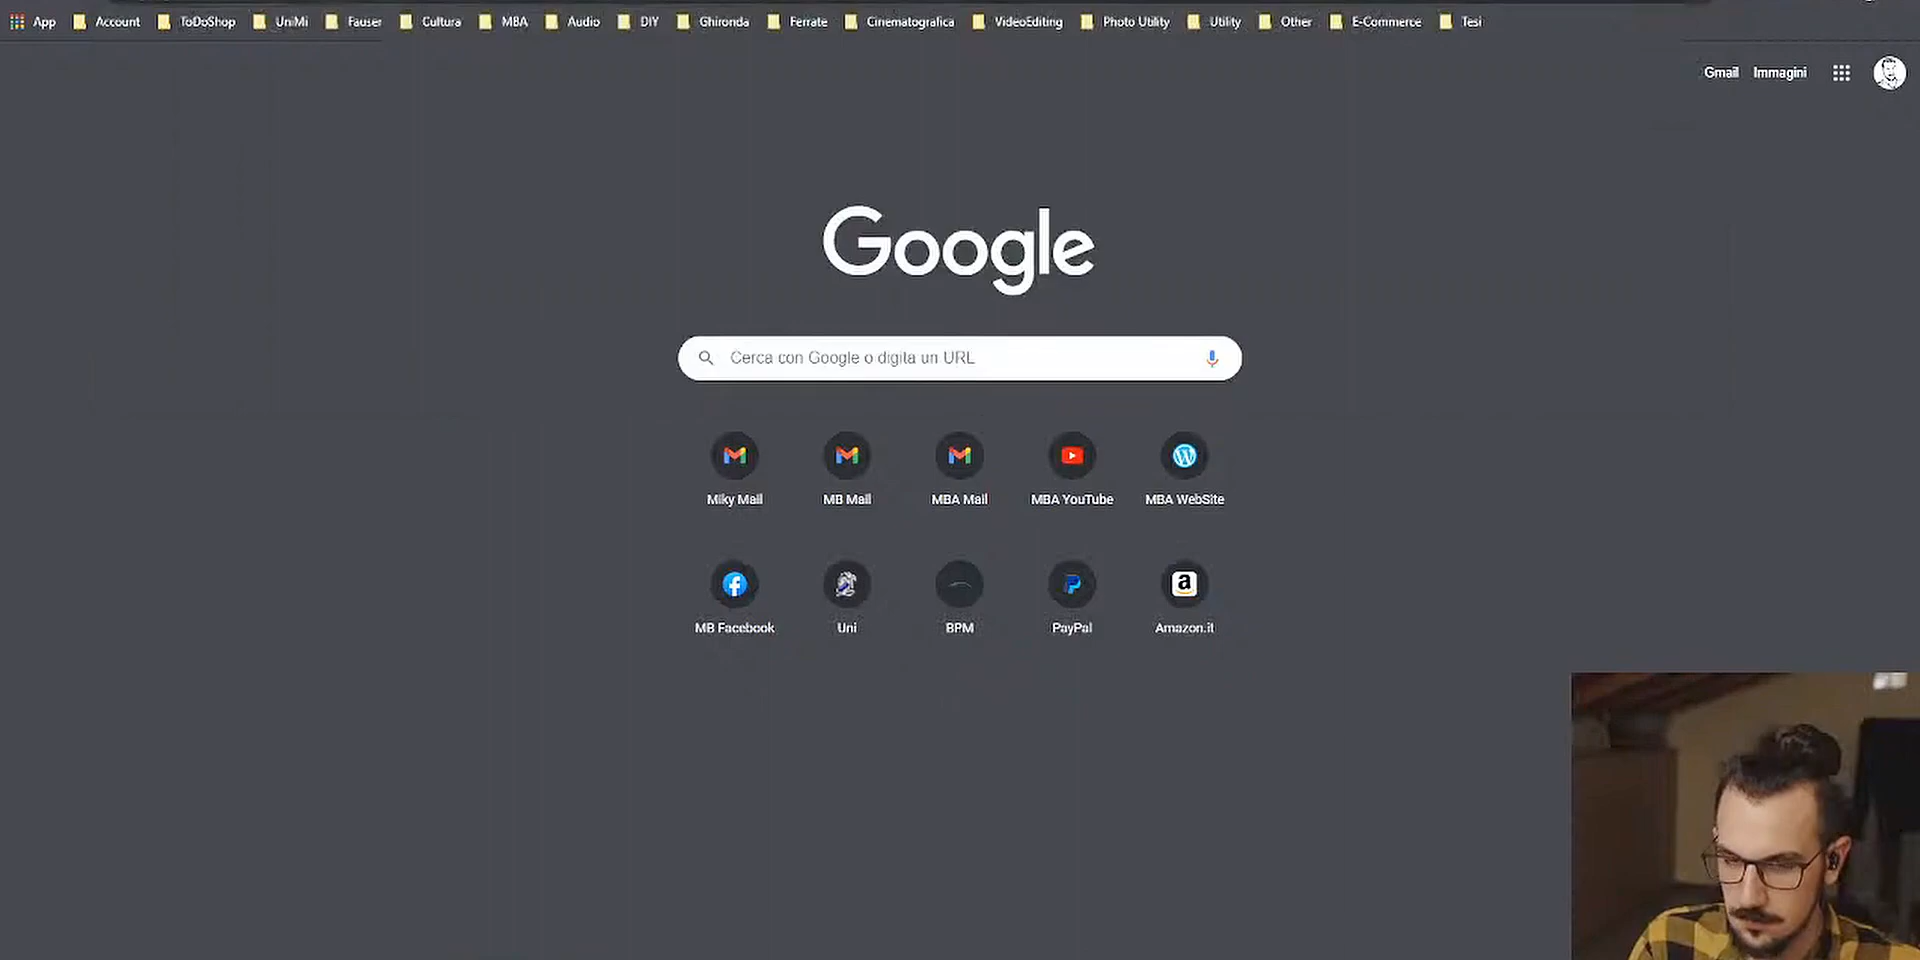 App Account ToDoShop UniMi Fauser Cultura MBA Audio DIY Ghironda Ferrate Cinematografica VideoEditing Photo Utility Utility Other E-Commerce Tesi
Gmail Immagini
Google
Cerca con Google o digita un URL
Miky Mail MB Mail MBA Mail MBA YouTube MBA WebSite
MB Facebook Uni BPM PayPal Amazon.it